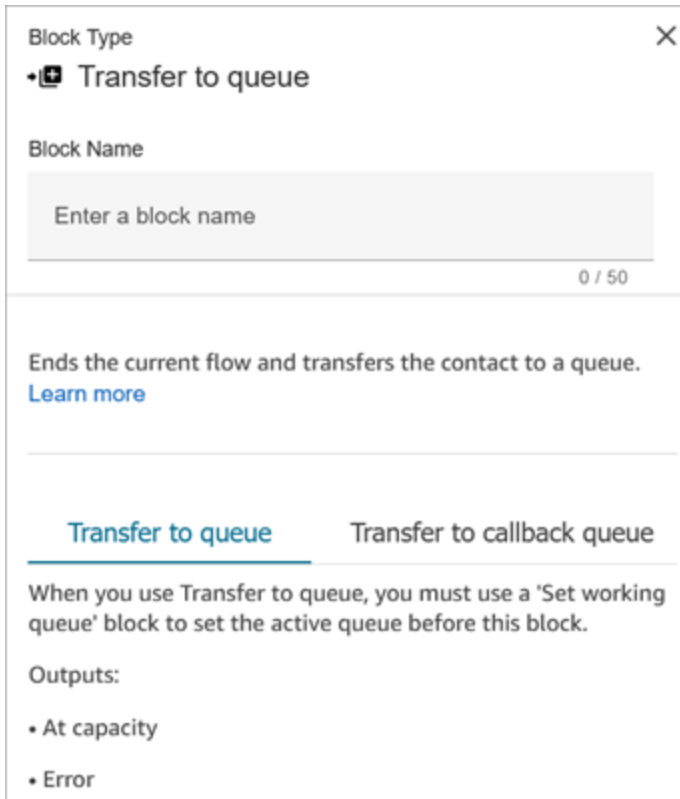 Block Type
Transfer to queue
Block Name
Enter a block name
0 / 50
Ends the current flow and transfers the contact to a queue.
Learn more
Transfer to queue Transfer to callback queue
When you use Transfer to queue, you must use a 'Set working
queue' block to set the active queue before this block.
Outputs:
• At capacity
• Error